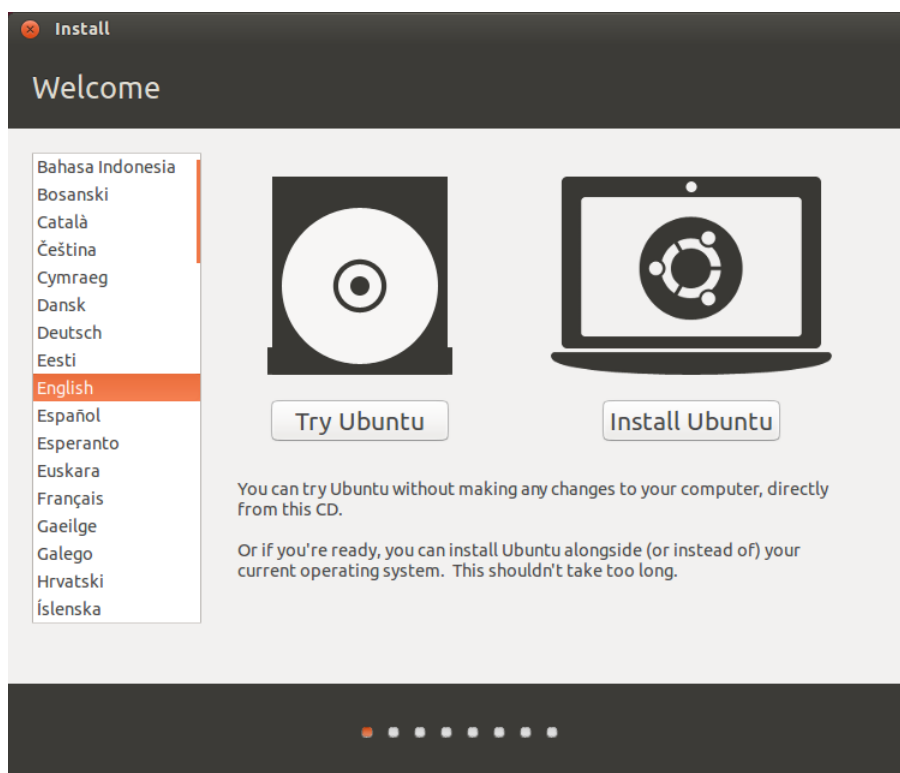 Install
Welcome
Bahasa Indonesia
Bosanski
Català
Čeština
Cymraeg
Dansk
Deutsch
Eesti
English
Español
Esperanto
Euskara
Français
Gaeilge
Galego
Hrvatski
Íslenska
Try Ubuntu
Install Ubuntu
You can try Ubuntu without making any changes to your computer, directly
from this CD.
Or if you're ready, you can install Ubuntu alongside (or instead of) your
current operating system.  This shouldn't take too long.